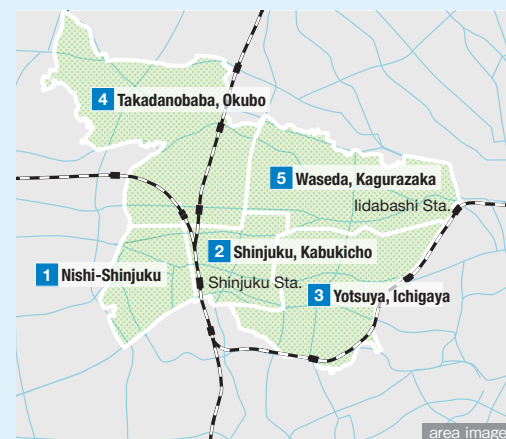 4 Takadanobaba, Okubo
5 Waseda, Kagurazaka
Iidabashi Sta.
2 Shinjuku, Kabukicho
1 Nishi-Shinjuku
Shinjuku Sta.
3 Yotsuya, Ichigaya
area image